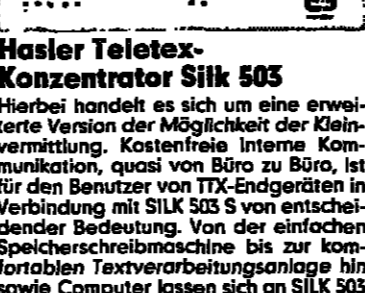 Hasler Teletex-
Konzentrator Silk 503
Hierbei handelt es sich um eine erwei-
terte Version der Möglichkeit der Klein-
vermittlung. Kostenfreie interne Kom-
munikation, quasi von Büro zu Büro, ist
für den Benutzer von TTX-Endgeräten in
Verbindung mit SILK 503 S von entschei-
dender Bedeutung. Von der einfachen
Speicherschreibmaschine bis zur kom-
fortablen Textverarbeitungsanlage hin
sowie Computer lassen sich an SILK 503